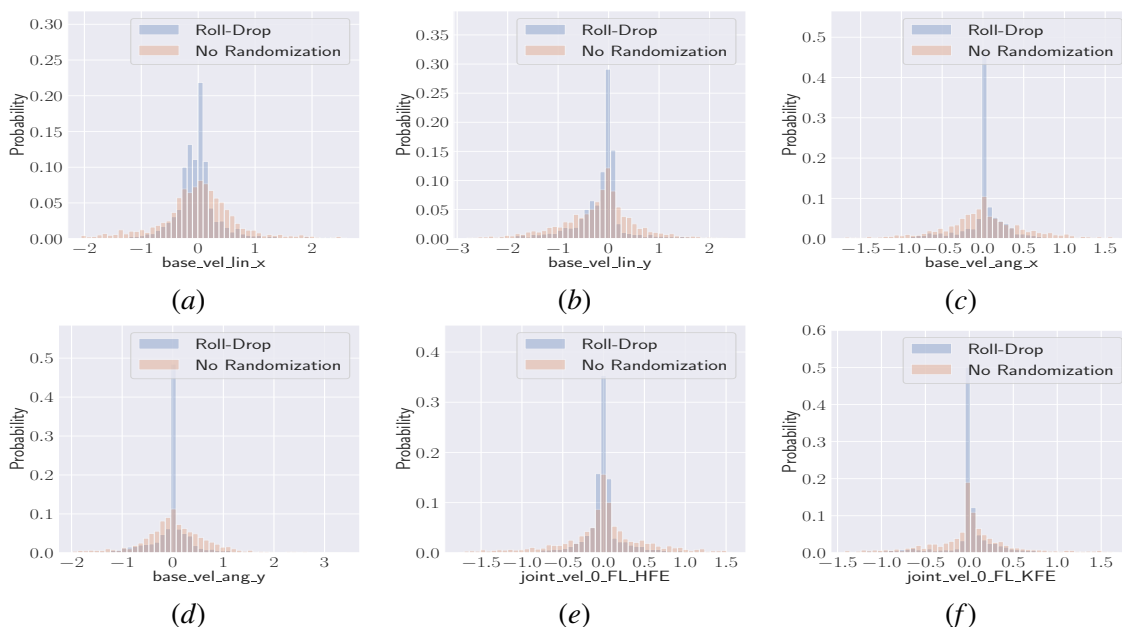 0.30
0.25
0.20
0.15
0.10
0.05
0.00
Probability
Roll-Drop
No Randomization
−2 −1 0 1 2
base_vel_lin_x
(a)
0.35
0.30
0.25
0.20
0.15
0.10
0.05
0.00
Probability
Roll-Drop
No Randomization
−3 −2 −1 0 1 2
base_vel_lin_y
(b)
0.5
0.4
0.3
0.2
0.1
0.0
Probability
Roll-Drop
No Randomization
−1.5 −1.0 −0.5 0.0 0.5 1.0 1.5
base_vel_ang_x
(c)
0.5
0.4
0.3
0.2
0.1
0.0
Probability
Roll-Drop
No Randomization
−2 −1 0 1 2 3
base_vel_ang_y
(d)
0.4
0.3
0.2
0.1
0.0
Probability
Roll-Drop
No Randomization
−1.5 −1.0 −0.5 0.0 0.5 1.0 1.5
joint_vel_0_FL_HFE
(e)
0.6
0.5
0.4
0.3
0.2
0.1
0.0
Probability
Roll-Drop
No Randomization
−1.5 −1.0 −0.5 0.0 0.5 1.0 1.5
joint_vel_0_FL_KFE
(f)